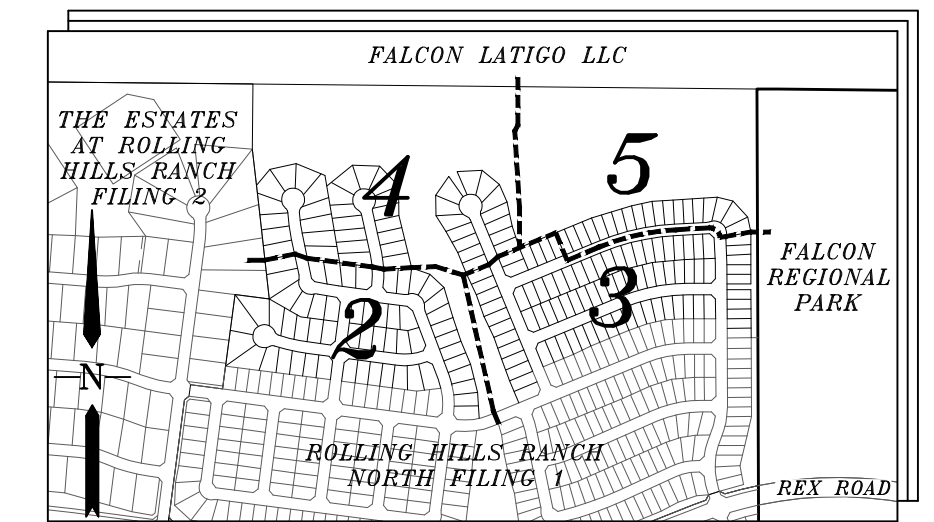 FALCON LATIGO LLC
THE ESTATES
AT ROLLING
HILLS RANCH
FILING 2
4
5
FALCON
REGIONAL
PARK
3
2
N
ROLLING HILLS RANCH
NORTH FILING 1
REX ROAD